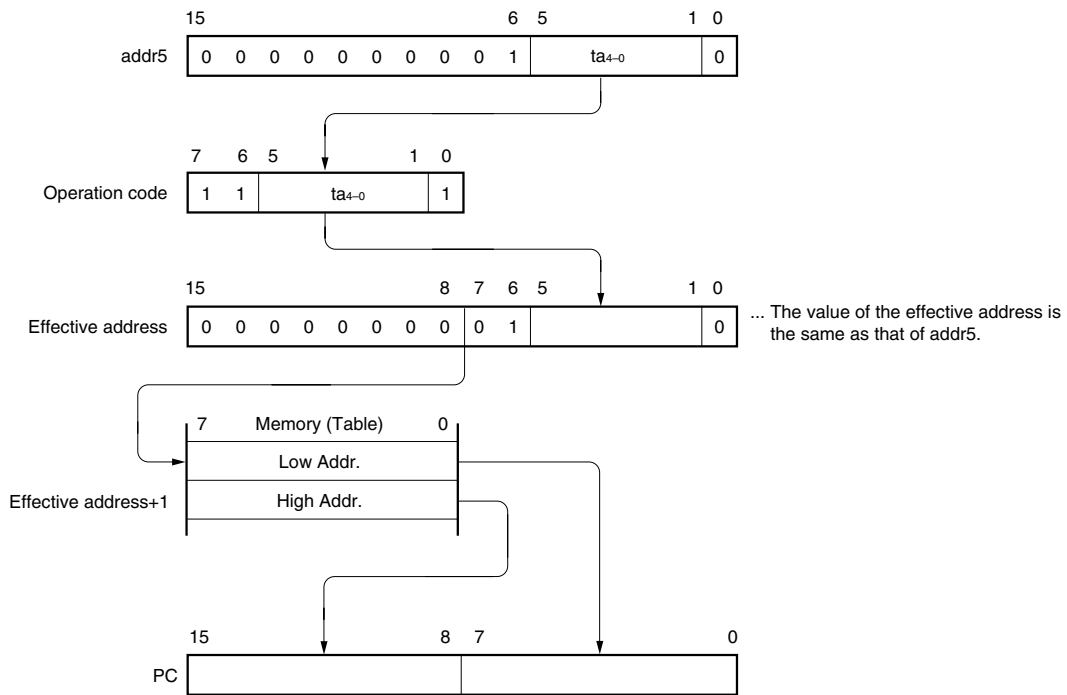 15 6 5 1 0
addr5 0 0 0 0 0 0 0 0 0 1 ta4–0 0
7 6 5 1 0
Operation code 1 1 ta4–0 1
15 8 7 6 5 1 0
Effective address 0 0 0 0 0 0 0 0 0 1 0 ... The value of the effective address is
the same as that of addr5.
7 Memory (Table) 0
Low Addr.
Effective address+1 High Addr.
15 8 7 0
PC